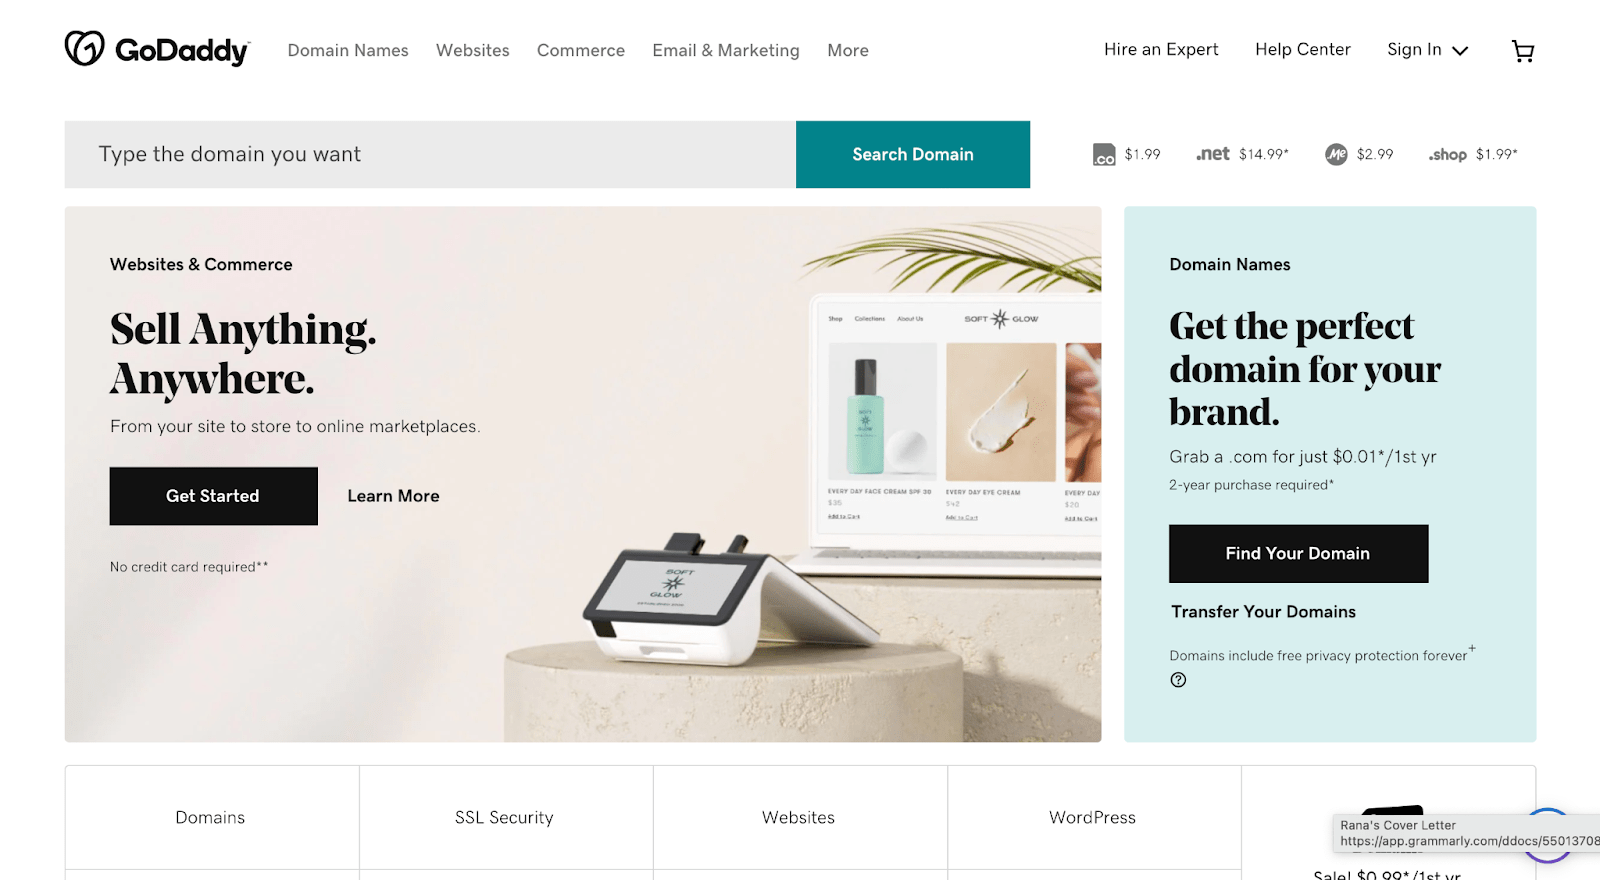 GoDaddy
Domain Names
Websites
Commerce
Email & Marketing
More
Hire an Expert
Help Center
Sign In
Type the domain you want
Search Domain
.co $1.99
.net $14.99*
.Me $2.99
.shop $1.99*
Websites & Commerce
Sell Anything.
Anywhere.
From your site to store to online marketplaces.
Get Started
Learn More
No credit card required**
Shop
Collections
About Us
SOFT GLOW
SOFT
GLOW
EVERY DAY FACE CREAM SPF 30
$36
Add to Cart
EVERY DAY EYE CREAM
$42
Add to Cart
EVERY DAY
$20
Add to Cart
SOFT
GLOW
Domain Names
Get the perfect
domain for your
brand.
Grab a .com for just $0.01*/1st yr
2-year purchase required*
Find Your Domain
Transfer Your Domains
Domains include free privacy protection forever+
Domains
SSL Security
Websites
WordPress
Rana's Cover Letter
https://app.grammarly.com/ddocs/55013708
Sale! $0.99*/1st yr